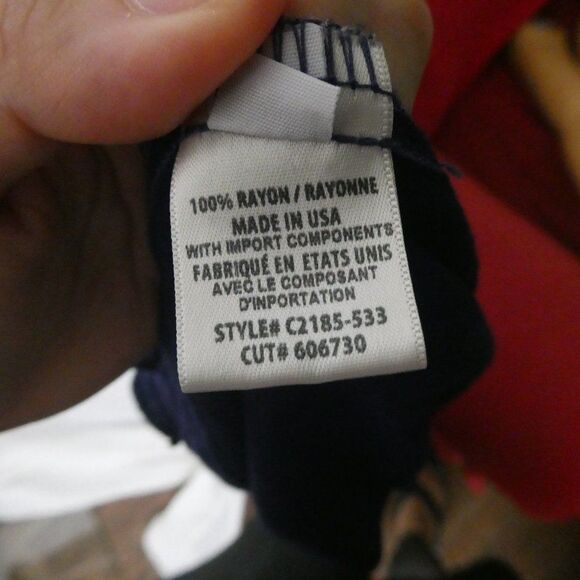 100% RAYON / RAYONNE
MADE IN USA
WITH IMPORT COMPONENTS
FABRIQUÉ EN ETATS UNIS
AVEC LE COMPOSANT
D'INPORTATION
STYLE# C2185-533
CUT# 606730